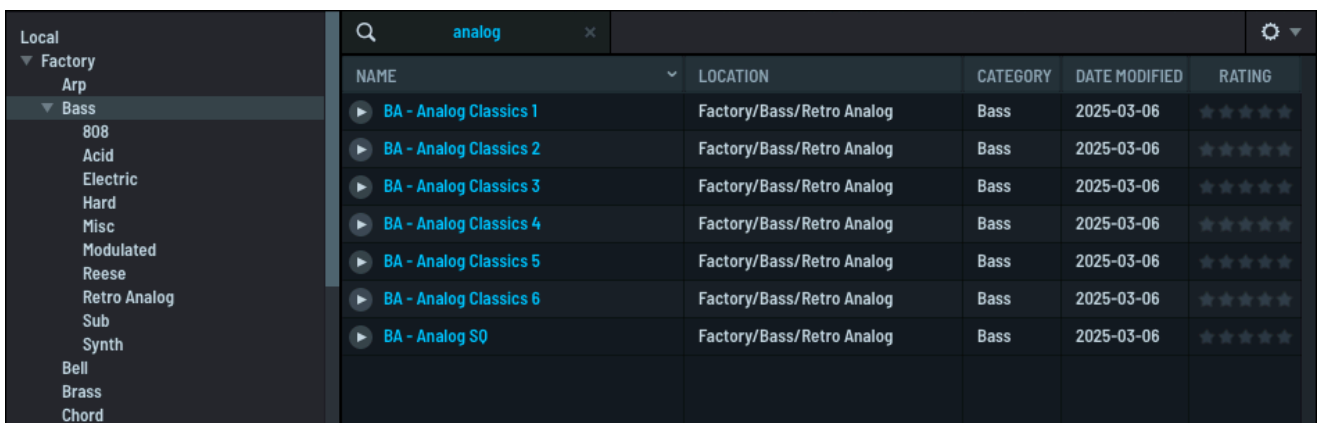 Local
Factory
Arp
Bass
808
Acid
Electric
Hard
Misc
Modulated
Reese
Retro Analog
Sub
Synth
Bell
Brass
Chord
analog
NAME LOCATION CATEGORY DATE MODIFIED RATING
BA - Analog Classics 1 Factory/Bass/Retro Analog Bass 2025-03-06
BA - Analog Classics 2 Factory/Bass/Retro Analog Bass 2025-03-06
BA - Analog Classics 3 Factory/Bass/Retro Analog Bass 2025-03-06
BA - Analog Classics 4 Factory/Bass/Retro Analog Bass 2025-03-06
BA - Analog Classics 5 Factory/Bass/Retro Analog Bass 2025-03-06
BA - Analog Classics 6 Factory/Bass/Retro Analog Bass 2025-03-06
BA - Analog SQ Factory/Bass/Retro Analog Bass 2025-03-06